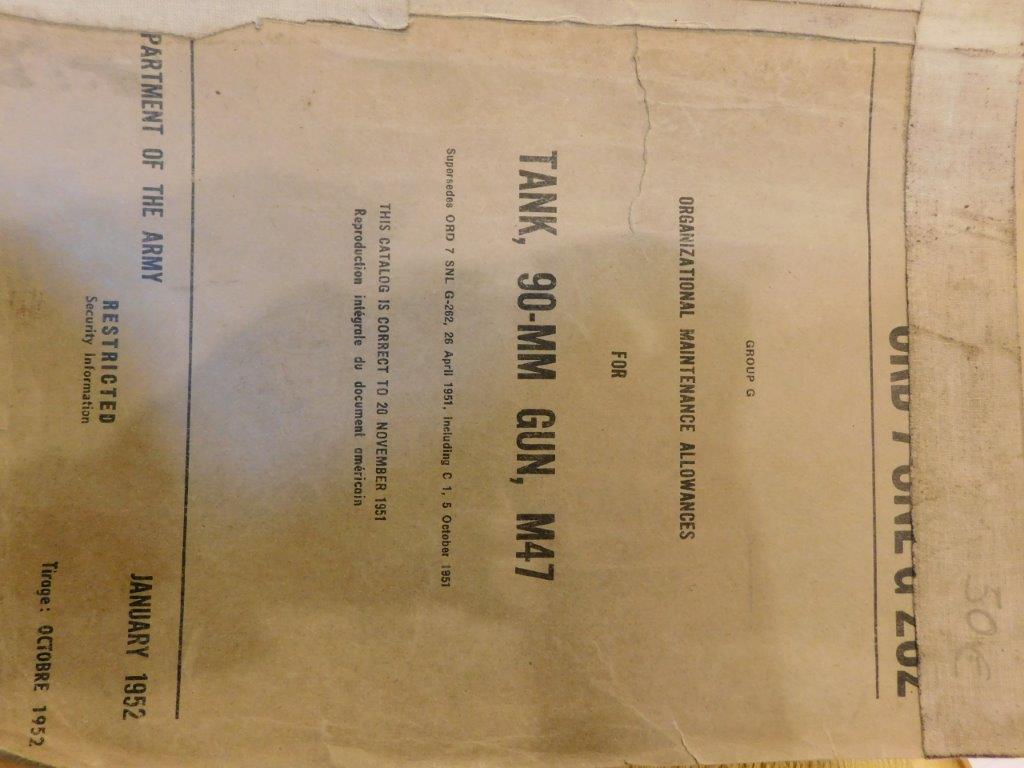 50€
ORD 7 SNL G 262
GROUP G
ORGANIZATIONAL MAINTENANCE ALLOWANCES
FOR
TANK, 90-MM GUN, M47
Supersedes ORD 7 SNL G-262, 26 April 1951, including C 1, 5 October 1951
THIS CATALOG IS CORRECT TO 20 NOVEMBER 1951
Reproduction intégrale du document américain
PARTMENT OF THE ARMY
JANUARY 1952
RESTRICTED
Security Information
Tirage: OCTOBRE 1952